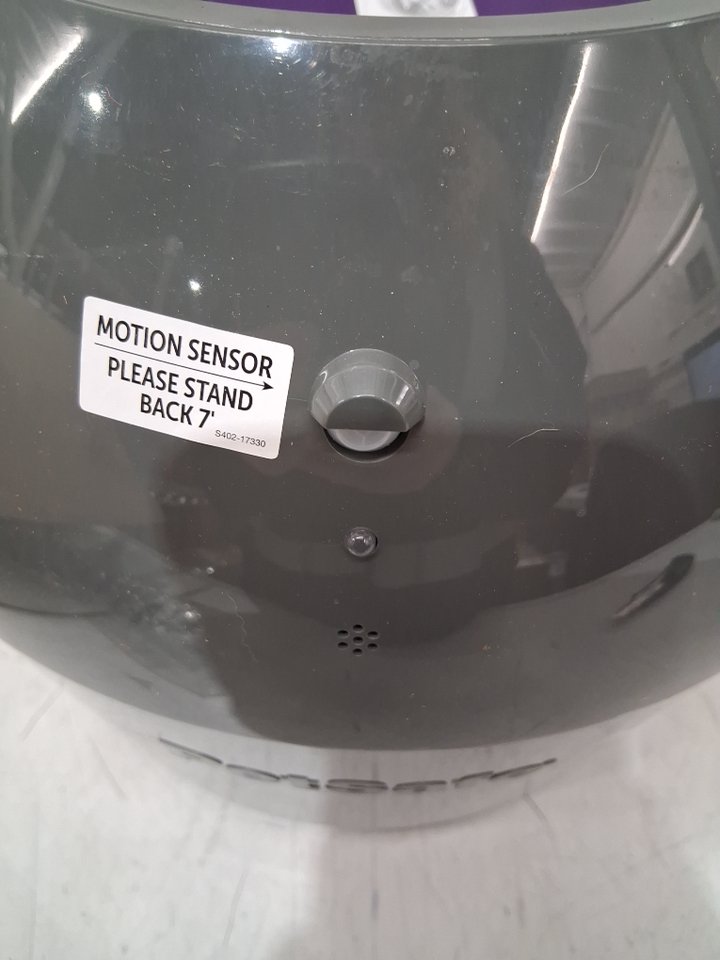 MOTION SENSOR
PLEASE STAND
BACK 7'
S402-17330